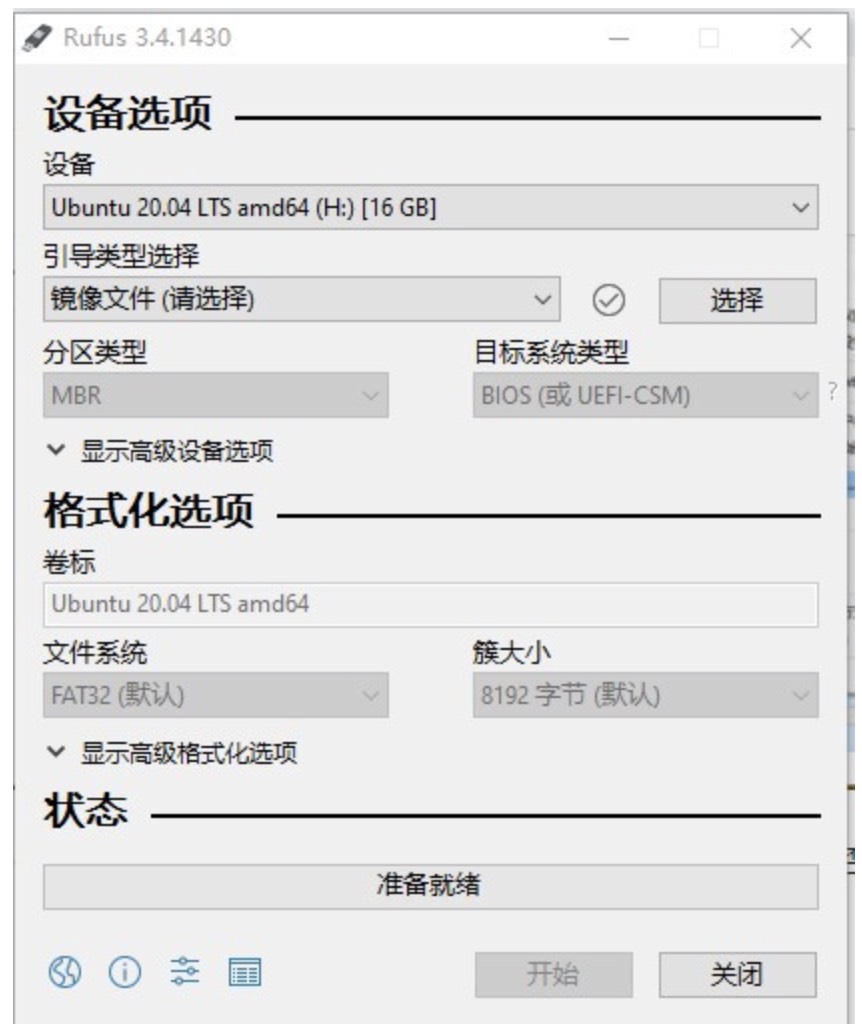 Rufus 3.4.1430
设备选项
设备
Ubuntu 20.04 LTS amd64 (H:) [16 GB]
引导类型选择
镜像文件 (请选择)
选择
分区类型
目标系统类型
MBR
BIOS (或 UEFI-CSM)
?
显示高级设备选项
格式化选项
卷标
Ubuntu 20.04 LTS amd64
文件系统
簇大小
FAT32 (默认)
8192 字节 (默认)
显示高级格式化选项
状态
准备就绪
开始
关闭